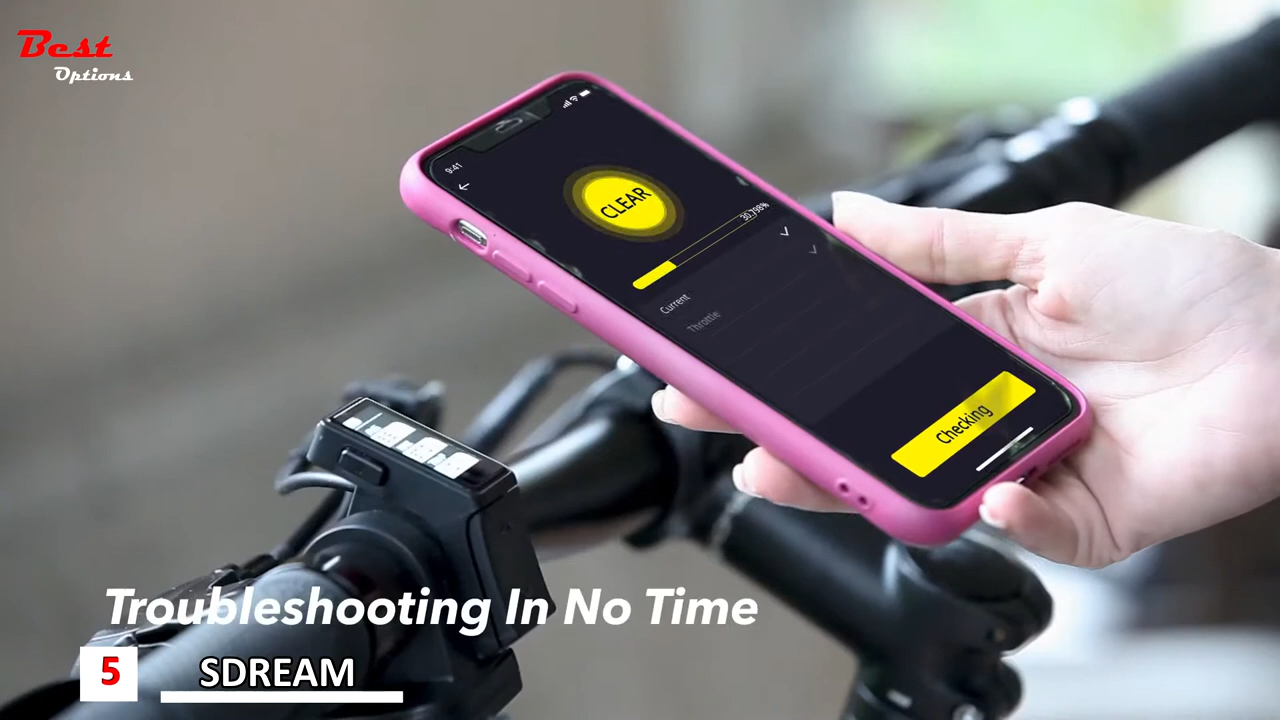 Best
Options
9:41
CLEAR
30,798%
Current
Throttle
Checking
Troubleshooting In No Time
5
SDREAM